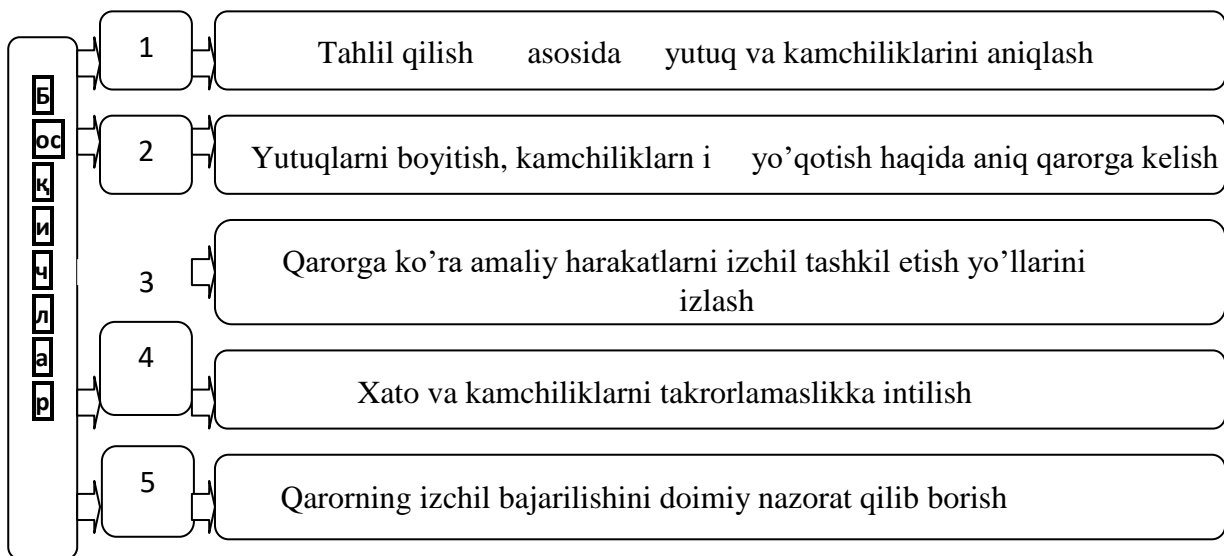 Б
ос
қ
и
ч
л
а
р
1
Tahlil qilish asosida yutuq va kamchiliklarini aniqlash
2
Yutuqlarni boyitish, kamchiliklarn i yo’qotish haqida aniq qarorga kelish
3
Qarorga ko’ra amaliy harakatlarni izchil tashkil etish yo’llarini
izlash
4
Xato va kamchiliklarni takrorlamaslikka intilish
5
Qarorning izchil bajarilishini doimiy nazorat qilib borish